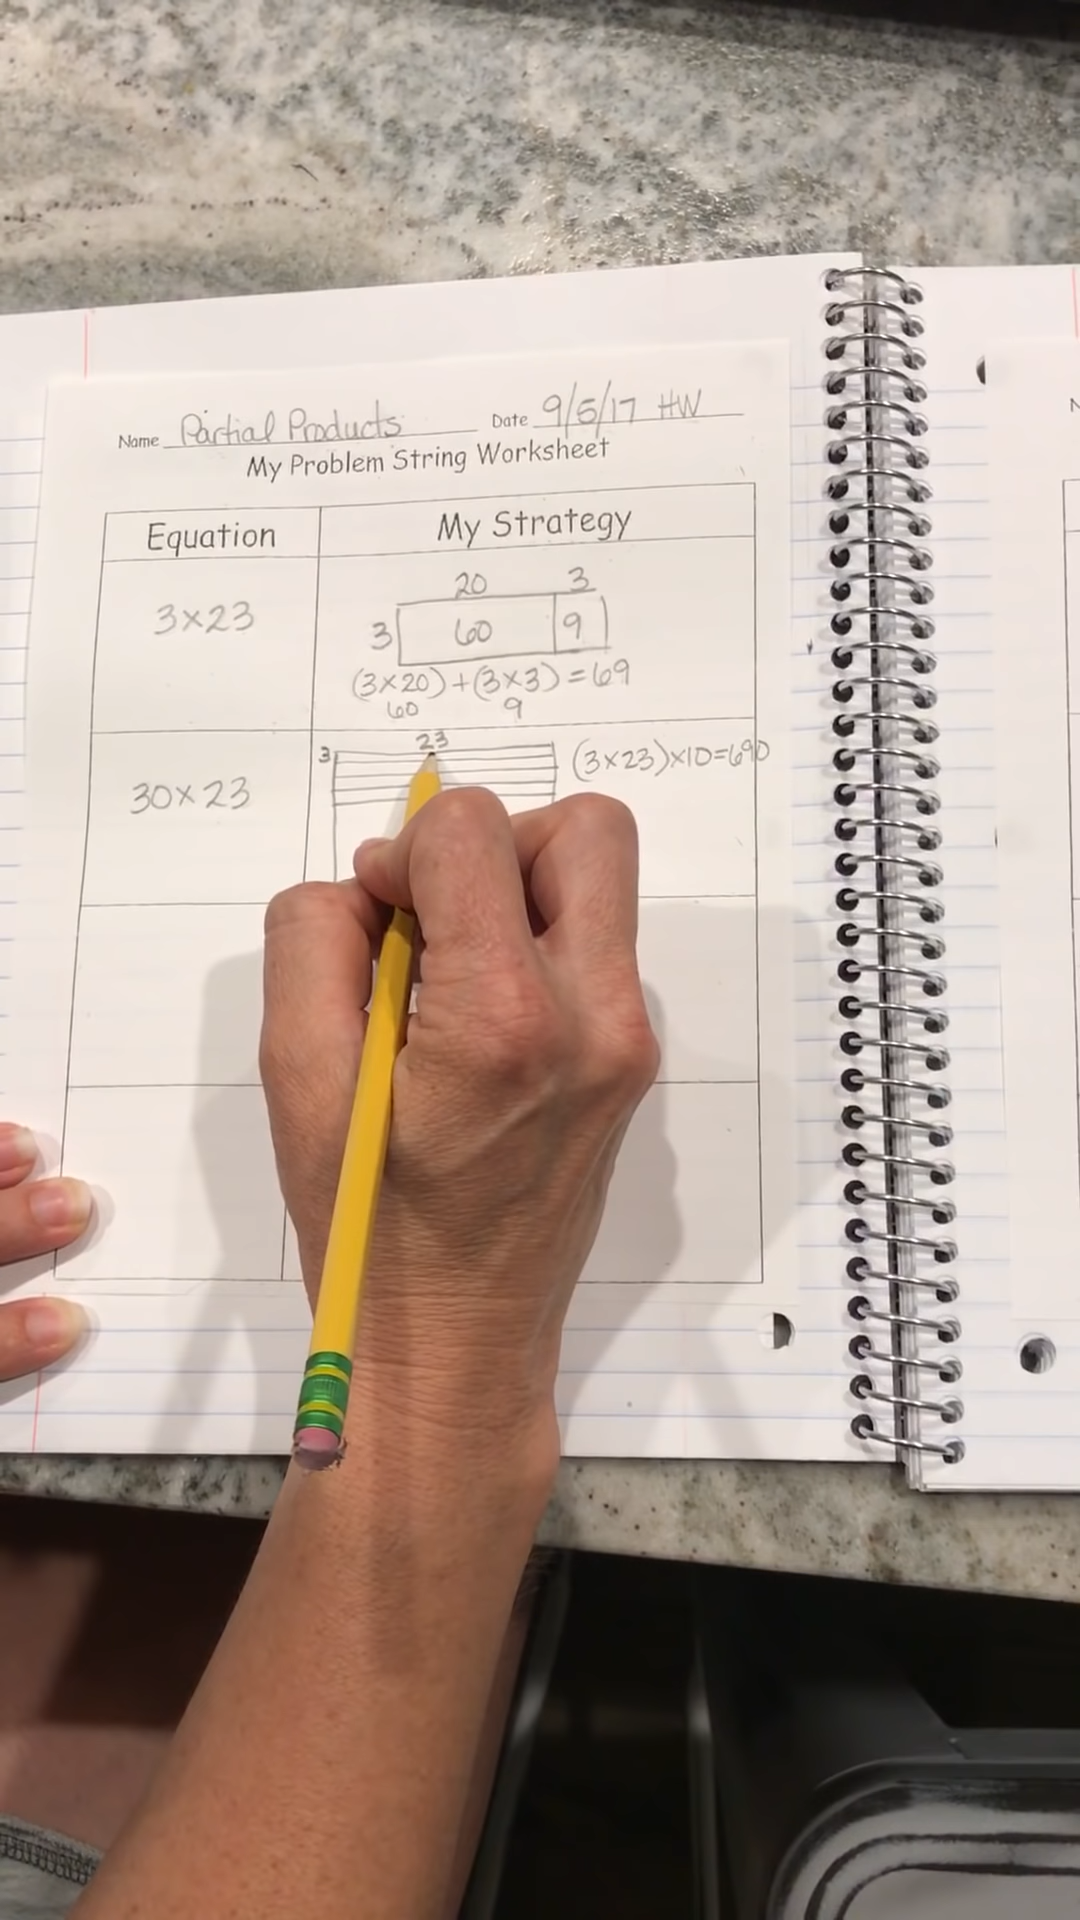 Name Partial Products Date 9/5/17 HW
My Problem String Worksheet
Equation My Strategy
20 3
3×23 3 60 9
(3×20)+(3×3)=69
60 9
23
3 (3×23)×10=690
30×23